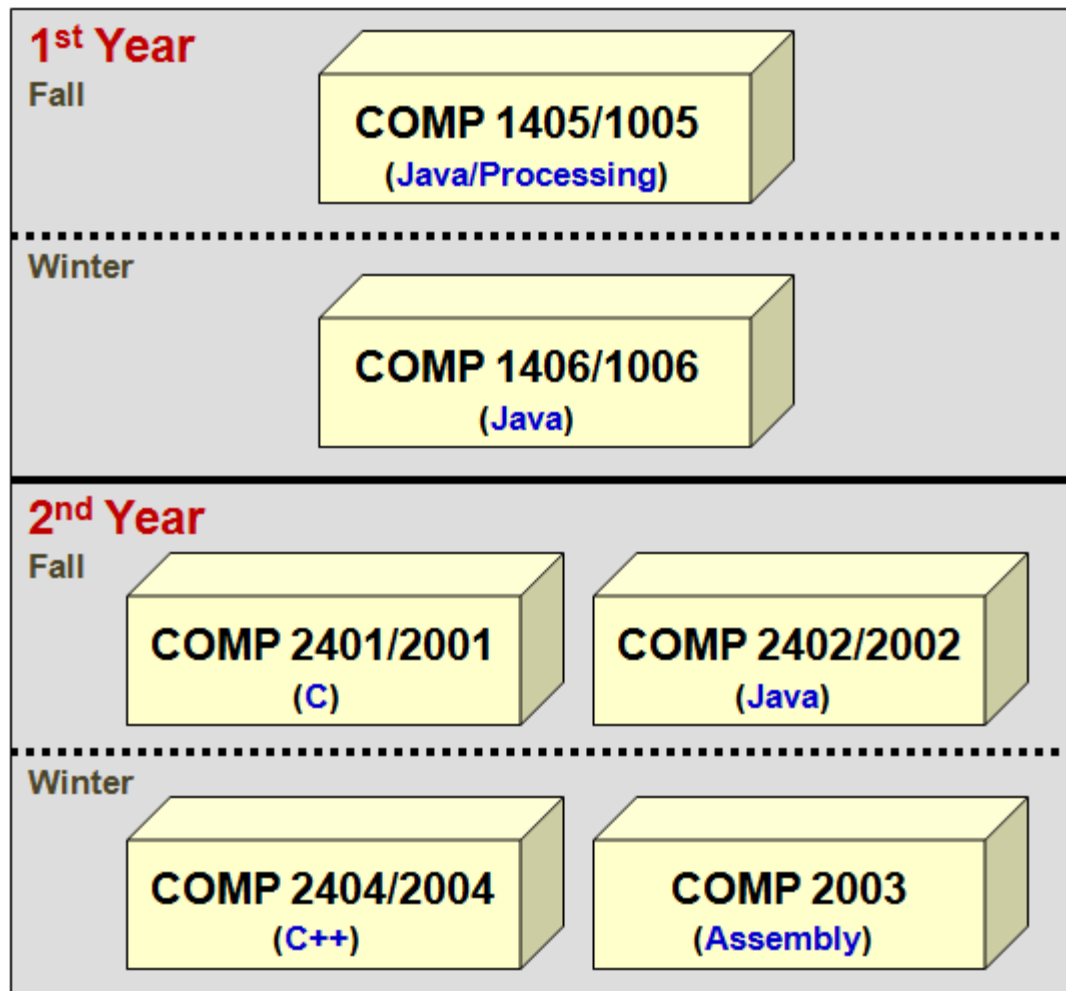 1st Year
Fall
COMP 1405/1005
(Java/Processing)
Winter
COMP 1406/1006
(Java)
2nd Year
Fall
COMP 2401/2001
(C)
COMP 2402/2002
(Java)
Winter
COMP 2404/2004
(C++)
COMP 2003
(Assembly)